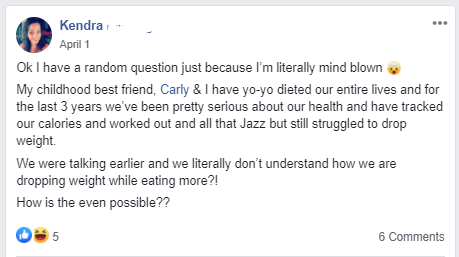 Kendra
April 1
Ok I have a random question just because I'm literally mind blown 🤯
My childhood best friend, Carly & I have yo-yo dieted our entire lives and for
the last 3 years we've been pretty serious about our health and have tracked
our calories and worked out and all that Jazz but still struggled to drop
weight.
We were talking earlier and we literally don't understand how we are
dropping weight while eating more?!
How is the even possible??
5
6 Comments